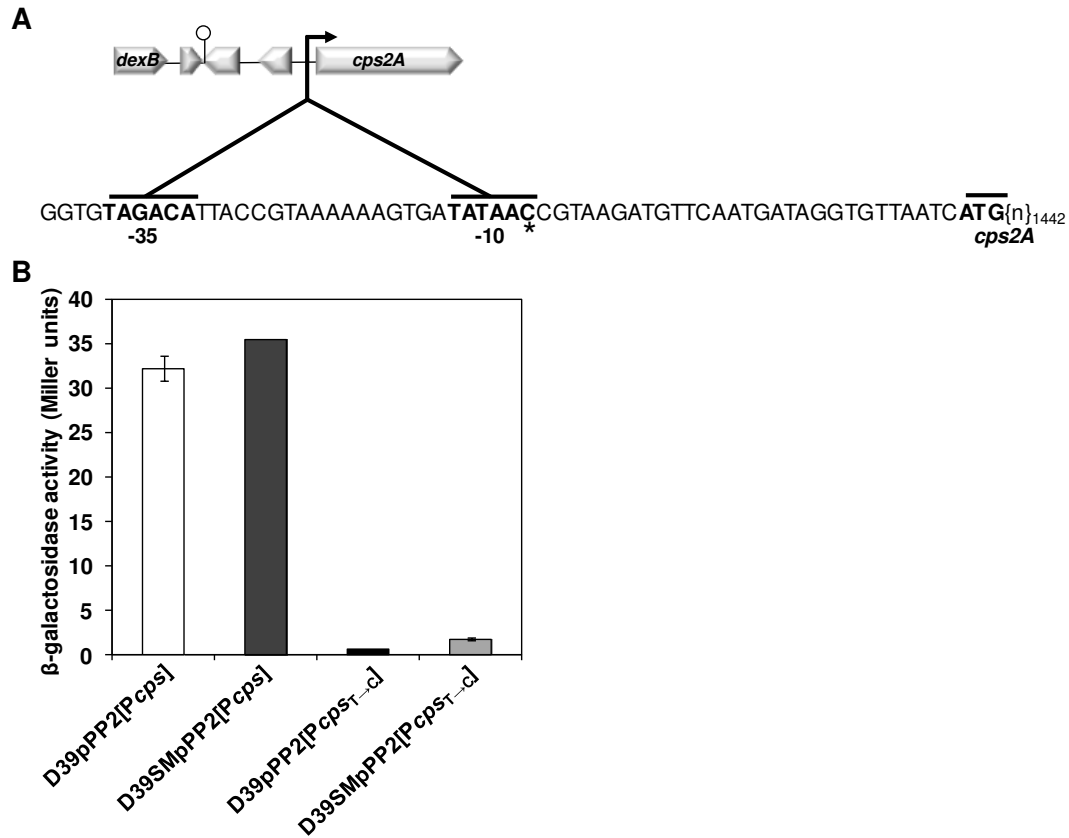 A
dexB cps2A
GGTGTAGACATTACCGTAAAAAAGTGATATAACCGTAAGATGTTCAATGATAGGTGTTAATCATG{n}1442
-35 -10 * cps2A
B
β-galactosidase activity (Miller units)
40
35
30
25
20
15
10
5
0
D39pPP2[Pcps]
D39SMpPP2[Pcps]
D39pPP2[PcpsT→C]
D39SMpPP2[PcpsT→C]